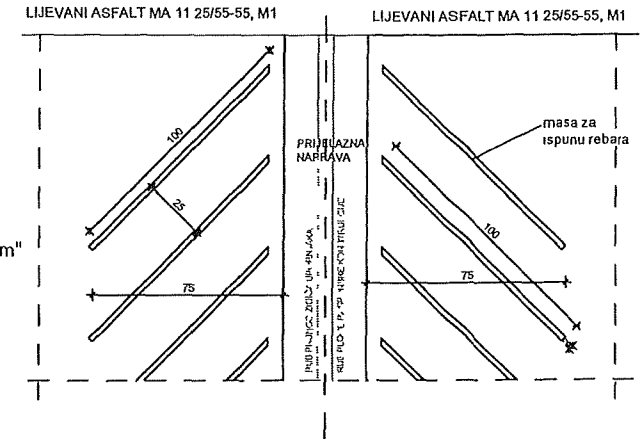 LIJEVANI ASFALT MA 11 25/55-55, M1
LIJEVANI ASFALT MA 11 25/55-55, M1
masa za
ispunu rebara
100
PRIJELAZNA
NAPRAVA
25
100
m"
75
75